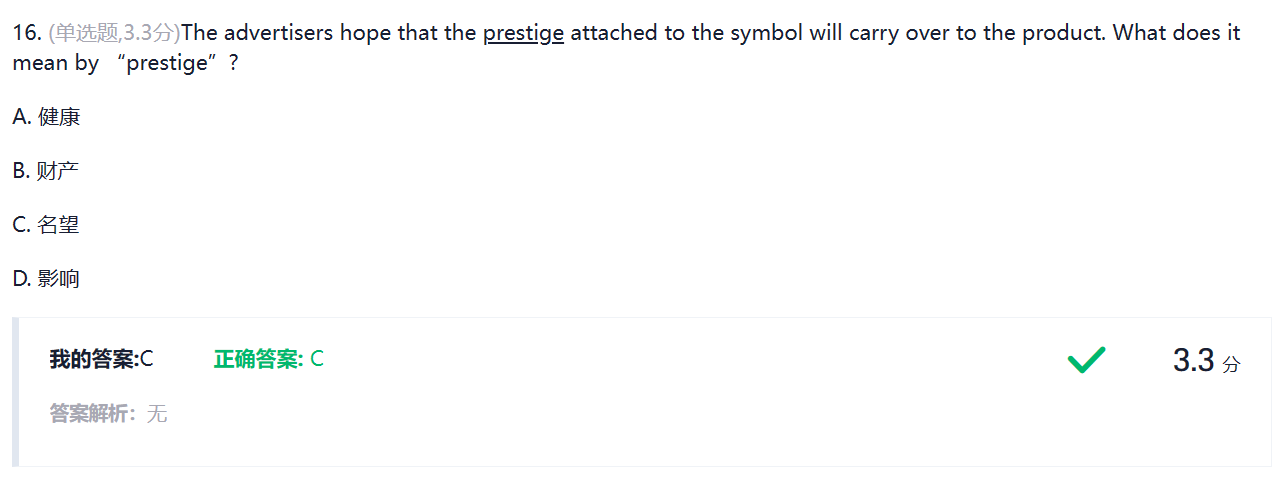 16. (单选题,3.3分)The advertisers hope that the prestige attached to the symbol will carry over to the product. What does it
mean by “prestige”?
A. 健康
B. 财产
C. 名望
D. 影响
我的答案:C 正确答案: C 3.3 分
答案解析：无